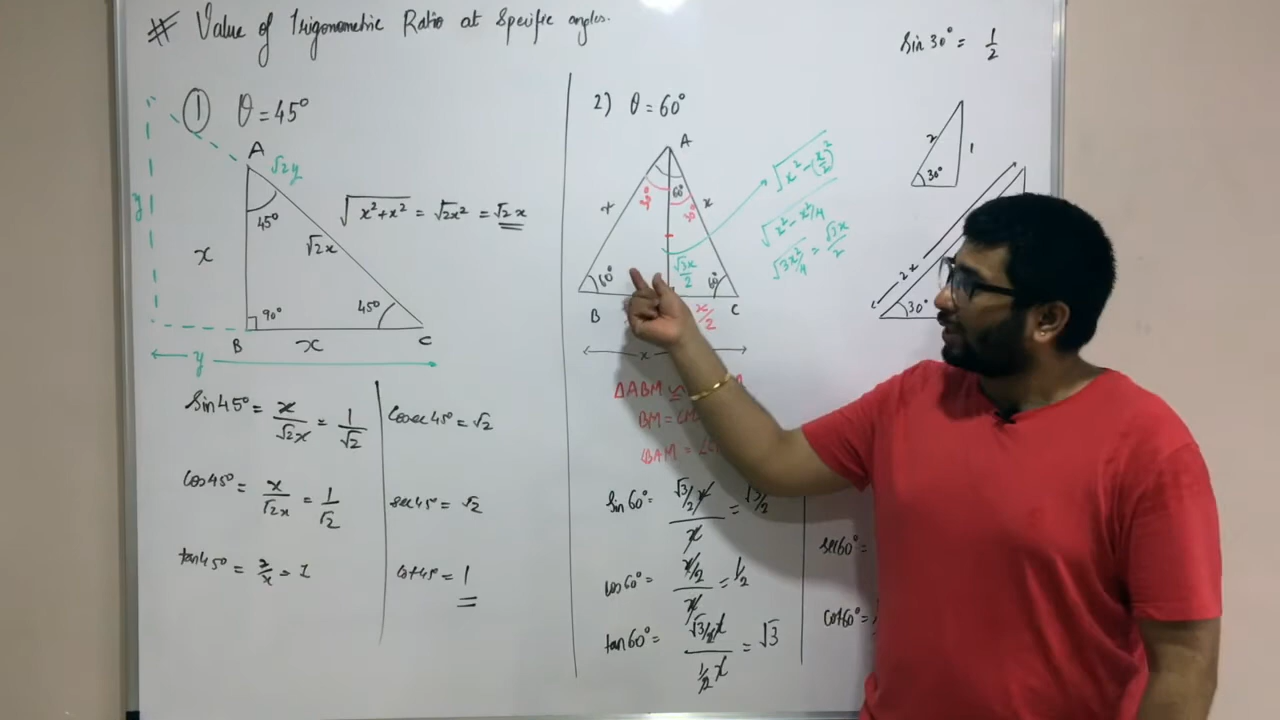 # Value of Trigonometric Ratio at Specific angles.
sin 30° = 1/2
① θ = 45°
A
√2y
y
45°
x
√2x
90°
45°
B
x
C
y
√(x²+x²) = √2x² = √2x
sin 45° = x/√2x = 1/√2
cos 45° = x/√2x = 1/√2
tan 45° = x/x = 1
cosec 45° = √2
sec 45° = √2
cot 45° = 1
2) θ = 60°
A
60°
30°
30°
x
x
60°
60°
√3x/2
B
x/2
C
x
√(x²-(x/2)²)
√(x²-x²/4)
√(3x²/4) = √3x/2
ΔABM ≅
BM =
∠BAM =
sin 60° = (√3/2 x)/x = √3/2
cos 60° = (x/2)/x = 1/2
tan 60° = (√3/2 x)/(1/2 x) = √3
sec 60° =
cot 60° =
2
1
30°
2x
30°